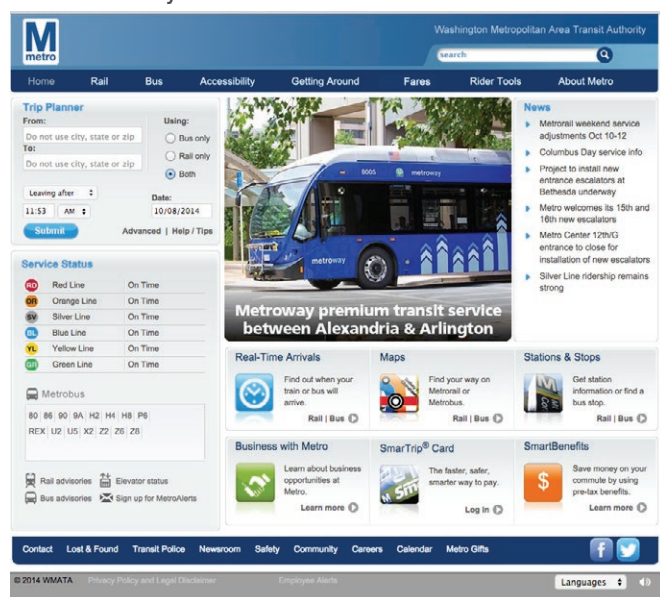 M
metro
Washington Metropolitan Area Transit Authority
search
Home Rail Bus Accessibility Getting Around Fares Rider Tools About Metro
Trip Planner
From:
Do not use city, state or zip
To:
Do not use city, state or zip
Using:
Bus only
Rail only
Both
Leaving after
Date:
11:53 AM 10/08/2014
Submit Advanced | Help / Tips
Service Status
RD Red Line On Time
OR Orange Line On Time
SV Silver Line On Time
BL Blue Line On Time
YL Yellow Line On Time
GR Green Line On Time
Metrobus
80 86 90 9A H2 H4 H8 P6
REX U2 U5 X2 Z2 Z6 Z8
Rail advisories Elevator status
Bus advisories Sign up for MetroAlerts
8005 metroway
metroway
Metroway premium transit service
between Alexandria & Arlington
News
Metrorail weekend service
adjustments Oct 10-12
Columbus Day service info
Project to install new
entrance escalators at
Bethesda underway
Metro welcomes its 15th and
16th new escalators
Metro Center 12th/G
entrance to close for
installation of new escalators
Silver Line ridership remains
strong
Real-Time Arrivals
Find out when your
train or bus will
arrive.
Rail | Bus
Maps
Find your way on
Metrorail or
Metrobus.
Rail | Bus
Stations & Stops
Get station
information or find a
bus stop.
Rail | Bus
Business with Metro
Learn about business
opportunities at
Metro.
Learn more
SmarTrip® Card
The faster, safer,
smarter way to pay.
Log In
SmartBenefits
$
Save money on your
commute by using
pre-tax benefits.
Learn more
Contact Lost & Found Transit Police Newsroom Safety Community Careers Calendar Metro Gifts
f
© 2014 WMATA Privacy Policy and Legal Disclaimer Employee Alerts Languages